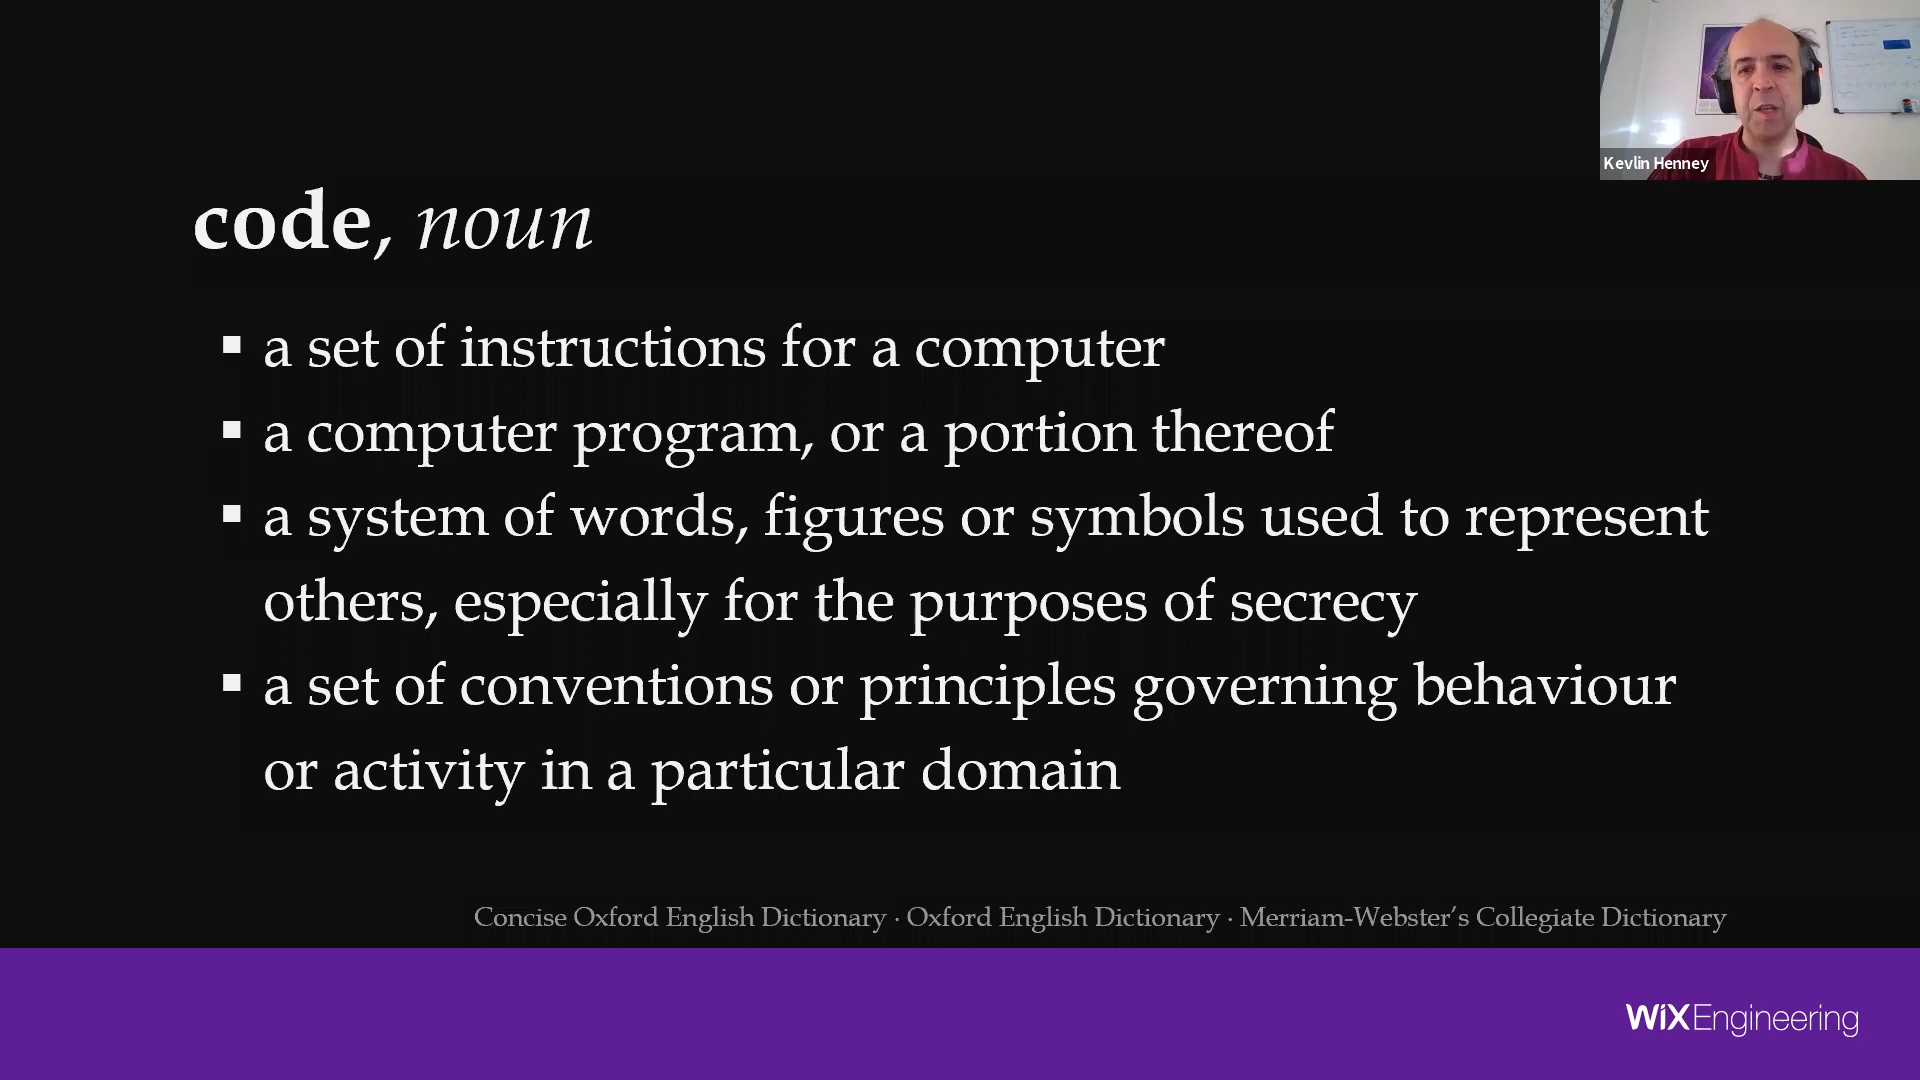 Kevlin Henney
code, noun
▪ a set of instructions for a computer
▪ a computer program, or a portion thereof
▪ a system of words, figures or symbols used to represent
others, especially for the purposes of secrecy
▪ a set of conventions or principles governing behaviour
or activity in a particular domain
Concise Oxford English Dictionary · Oxford English Dictionary · Merriam-Webster’s Collegiate Dictionary
WiXEngineering